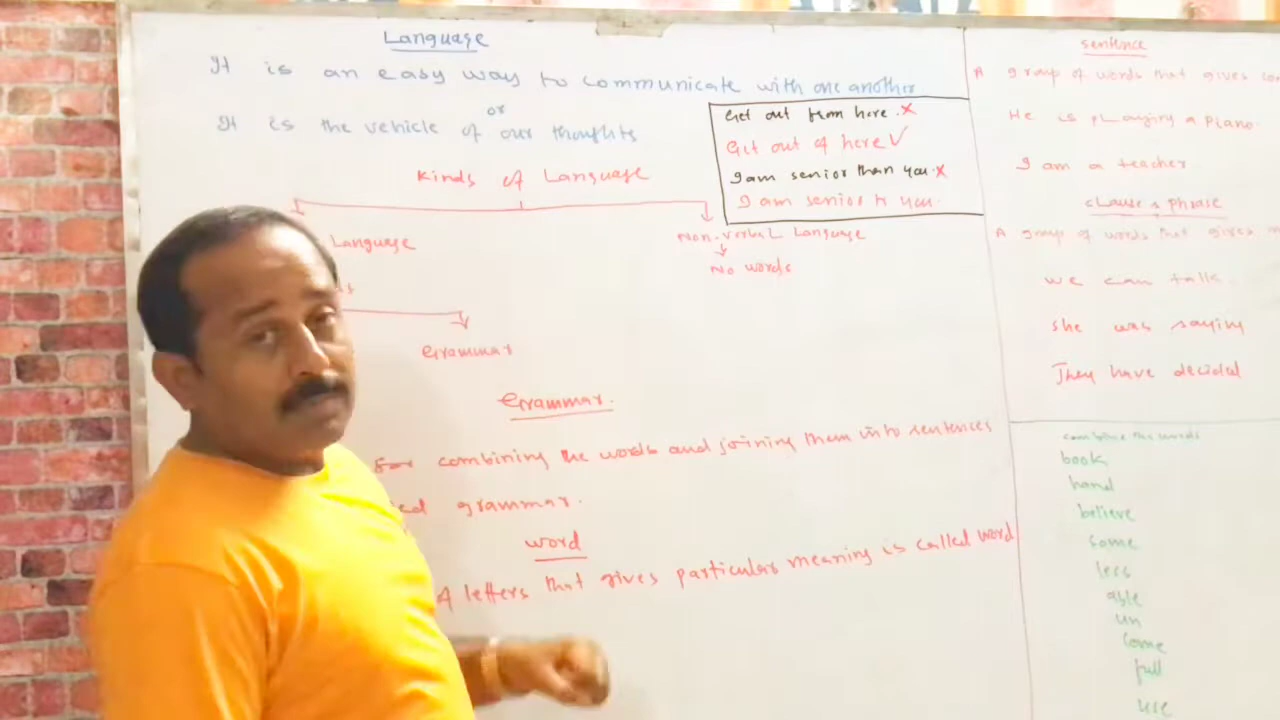 Language
It is an easy way to communicate with one another
or
It is the vehicle of our thoughts
Get out from here. x
Get out of here ✓
I am senior than you. x
I am senior to you.
Kinds of Language
Language
Non-verbal Language
No words
Grammar
Grammar.
for combining the words and joining them into sentences
grammar.
word
A letters that gives particular meaning is called word
sentence
A group of words that gives
He is playing a piano.
I am a teacher
clause & phrase
A group of words that gives
we can talk.
she was saying
They have decided
combine the words
book
hand
believe
some
less
able
un
come
full
use